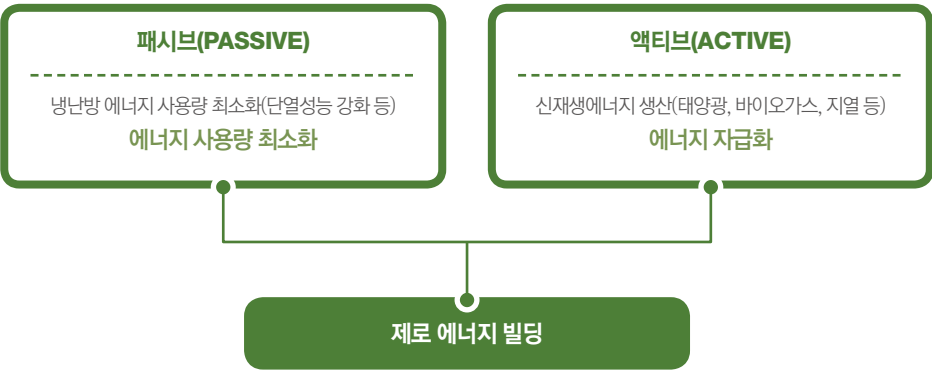 패시브(PASSIVE)
냉난방 에너지 사용량 최소화(단열성능 강화 등)
에너지 사용량 최소화
액티브(ACTIVE)
신재생에너지 생산(태양광, 바이오가스, 지열 등)
에너지 자급화
제로 에너지 빌딩